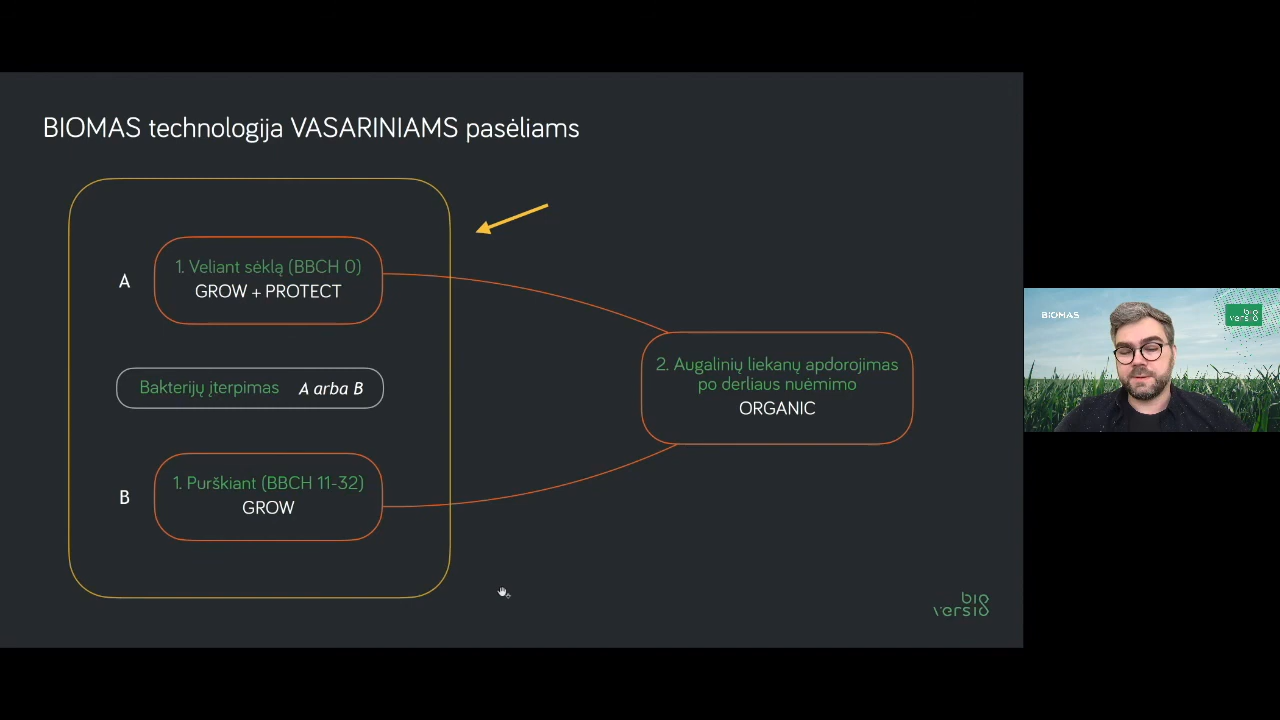 BIOMAS technologija VASARINIAMS pasėliams
A
1. Veliant sėklą (BBCH 0)
GROW + PROTECT
Bakterijų įterpimas A arba B
B
1. Purškiant (BBCH 11-32)
GROW
2. Augalinių liekanų apdorojimas
po derliaus nuėmimo
ORGANIC
bio
versio
BIOMAS
bio
versio